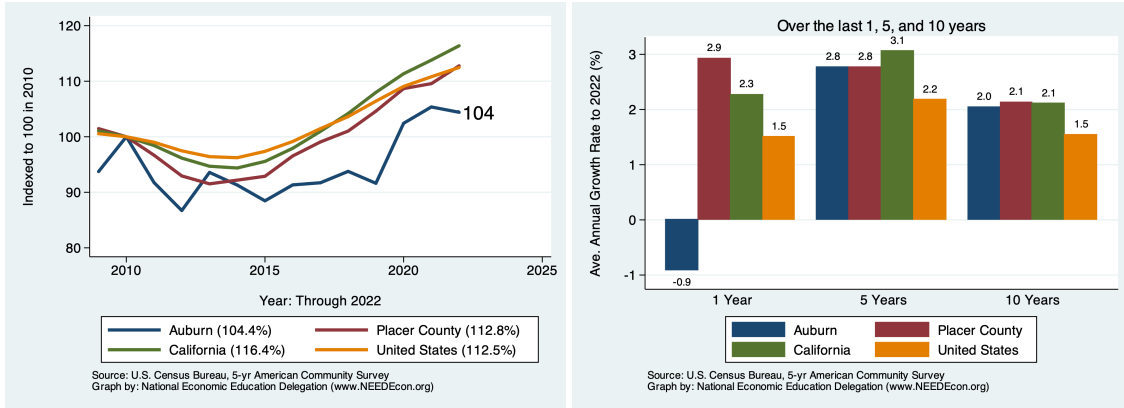 120
110
100
90
80
Indexed to 100 in 2010
104
2010
2015
2020
2025
Year: Through 2022
Auburn (104.4%)
Placer County (112.8%)
California (116.4%)
United States (112.5%)
Source: U.S. Census Bureau, 5-yr American Community Survey
Graph by: National Economic Education Delegation (www.NEEDEcon.org)
Over the last 1, 5, and 10 years
3
2
1
0
-1
Ave. Annual Growth Rate to 2022 (%)
-0.9
2.9
2.3
1.5
2.8
2.8
3.1
2.2
2.0
2.1
2.1
1.5
1 Year
5 Years
10 Years
Auburn
Placer County
California
United States
Source: U.S. Census Bureau, 5-yr American Community Survey
Graph by: National Economic Education Delegation (www.NEEDEcon.org)